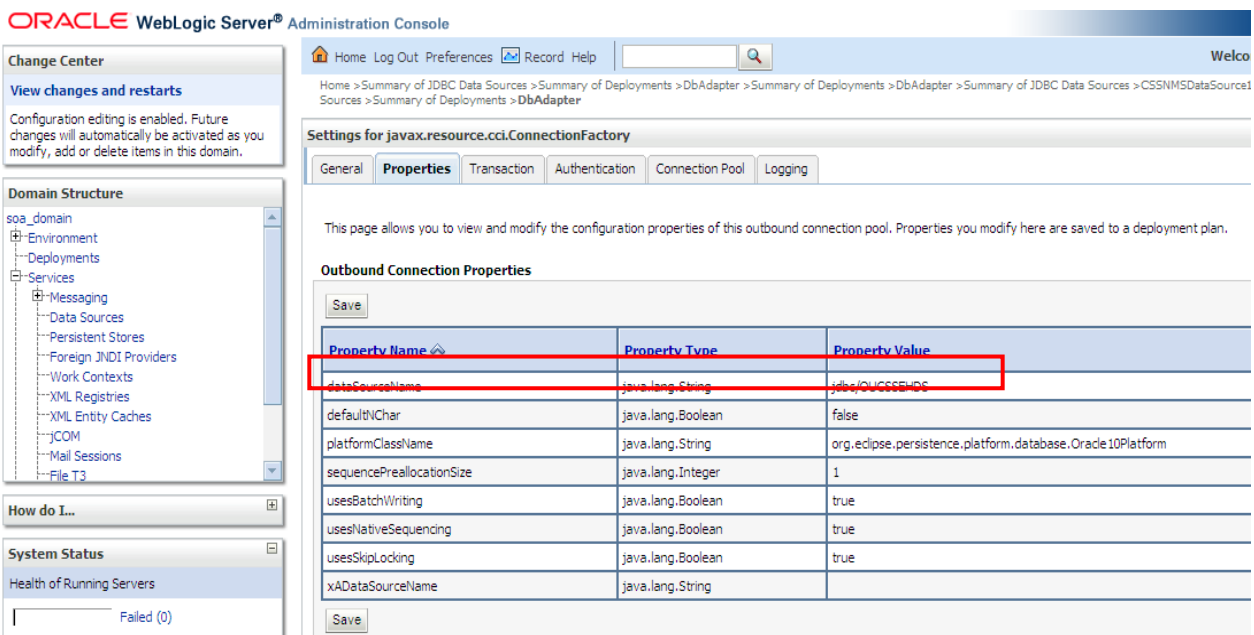 ORACLE WebLogic Server® Administration Console
Change Center
View changes and restarts
Configuration editing is enabled. Future
changes will automatically be activated as you
modify, add or delete items in this domain.
Domain Structure
soa_domain
Environment
Deployments
Services
Messaging
Data Sources
Persistent Stores
Foreign JNDI Providers
Work Contexts
XML Registries
XML Entity Caches
jCOM
Mail Sessions
File T3
How do I...
System Status
Health of Running Servers
Failed (0)
Home Log Out Preferences Record Help
Welco
Home >Summary of JDBC Data Sources >Summary of Deployments >DbAdapter >Summary of Deployments >DbAdapter >Summary of JDBC Data Sources >CSSNMSDataSource1
Sources >Summary of Deployments >DbAdapter
Settings for javax.resource.cci.ConnectionFactory
General Properties Transaction Authentication Connection Pool Logging
This page allows you to view and modify the configuration properties of this outbound connection pool. Properties you modify here are saved to a deployment plan.
Outbound Connection Properties
Save
Property Name Property Type Property Value
dataSourceName java.lang.String jdbc/OUCSSEHDS
defaultNChar java.lang.Boolean false
platformClassName java.lang.String org.eclipse.persistence.platform.database.Oracle10Platform
sequencePreallocationSize java.lang.Integer 1
usesBatchWriting java.lang.Boolean true
usesNativeSequencing java.lang.Boolean true
usesSkipLocking java.lang.Boolean true
xADataSourceName java.lang.String
Save